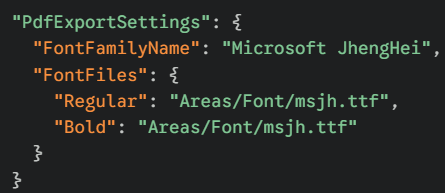 "PdfExportSettings": {
  "FontFamilyName": "Microsoft JhengHei",
  "FontFiles": {
    "Regular": "Areas/Font/msjh.ttf",
    "Bold": "Areas/Font/msjh.ttf"
  }
}